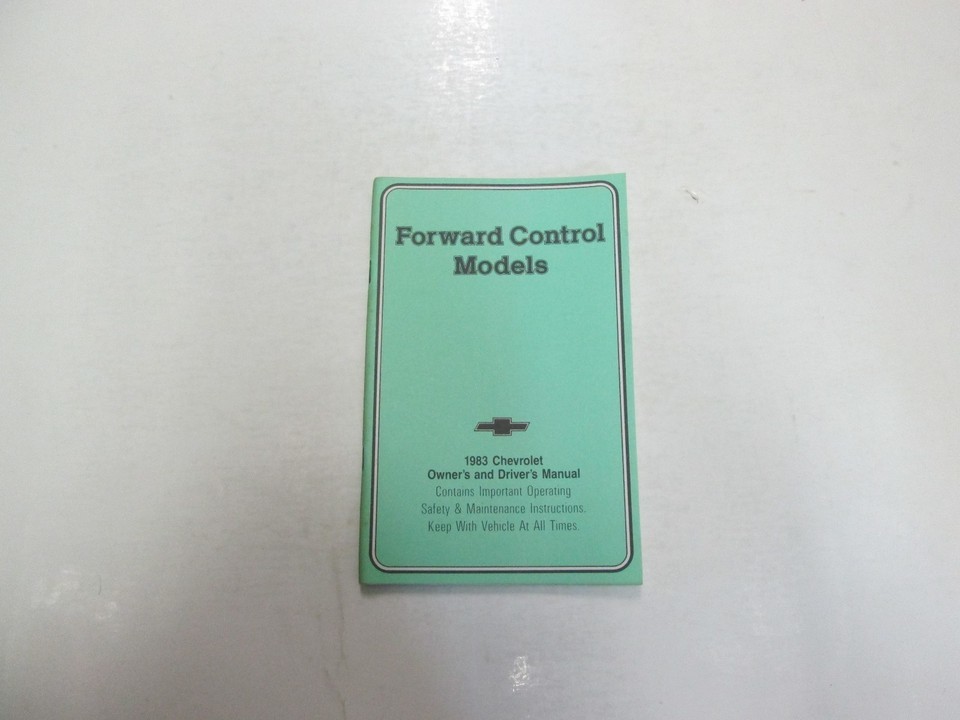 Forward Control
Models
1983 Chevrolet
Owner's and Driver's Manual
Contains Important Operating
Safety & Maintenance Instructions.
Keep With Vehicle At All Times.